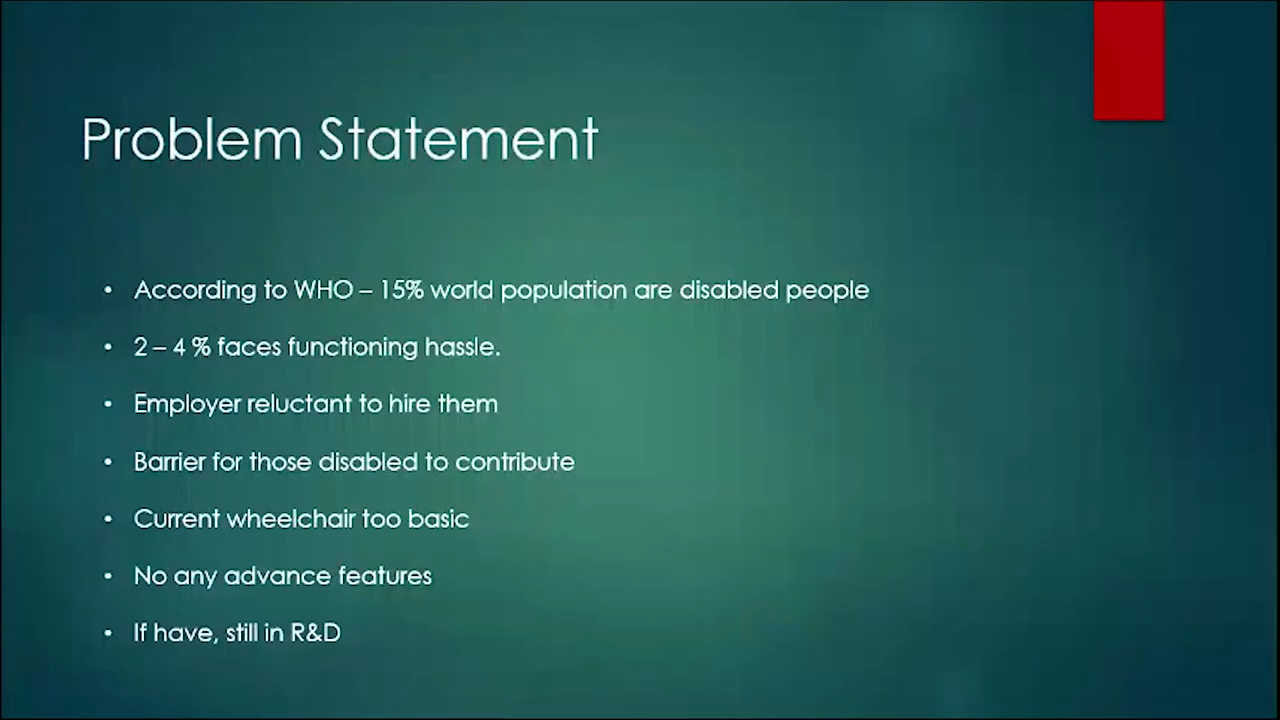 Problem Statement
• According to WHO – 15% world population are disabled people
• 2 – 4 % faces functioning hassle.
• Employer reluctant to hire them
• Barrier for those disabled to contribute
• Current wheelchair too basic
• No any advance features
• If have, still in R&D